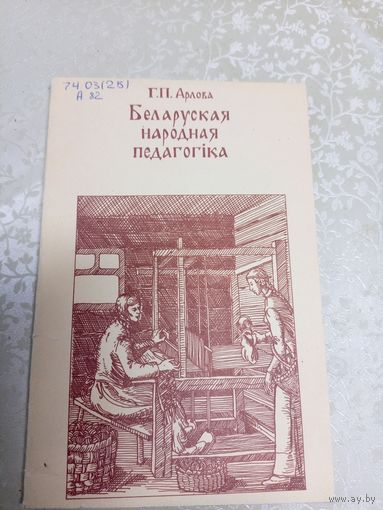 74 03(2Б)
А 82
Г.П. Арлова
Беларуская
народная
педагогіка
www.ay.by